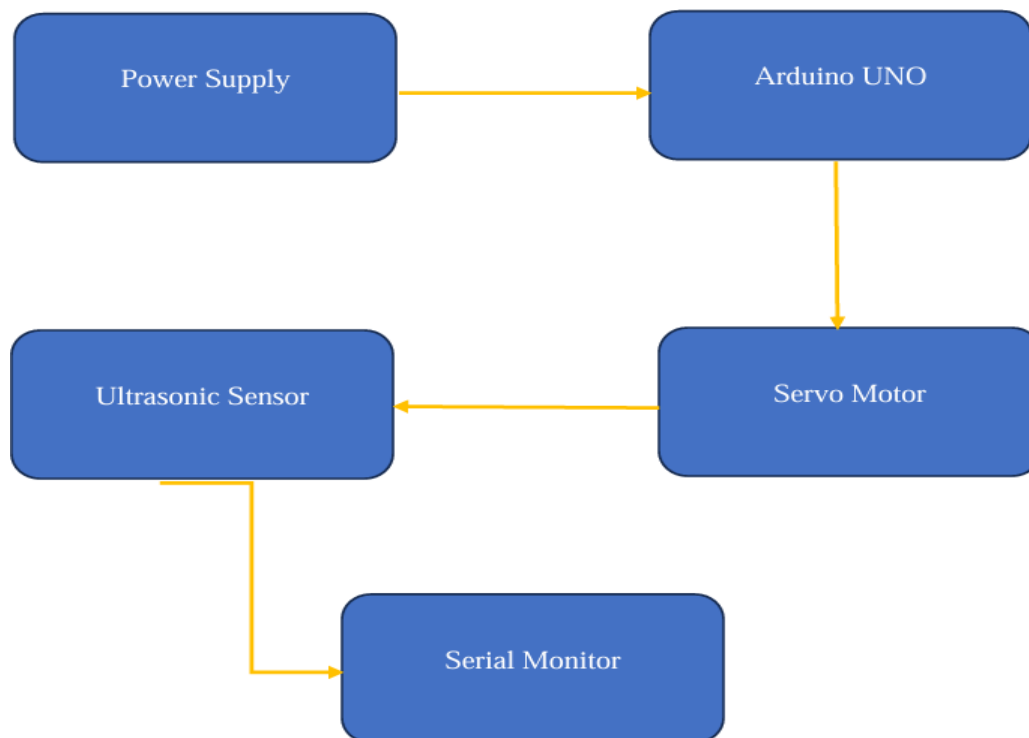 Power Supply
Arduino UNO
Ultrasonic Sensor
Servo Motor
Serial Monitor